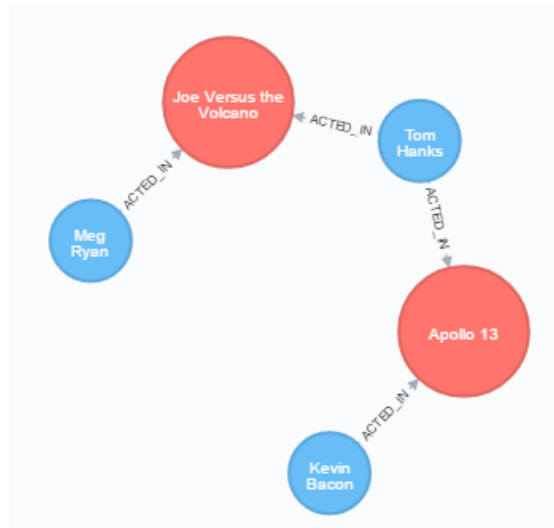 Joe Versus the
Volcano
ACTED_IN
Tom
Hanks
ACTED_IN
Meg
Ryan
ACTED_IN
Apollo 13
ACTED_IN
Kevin
Bacon